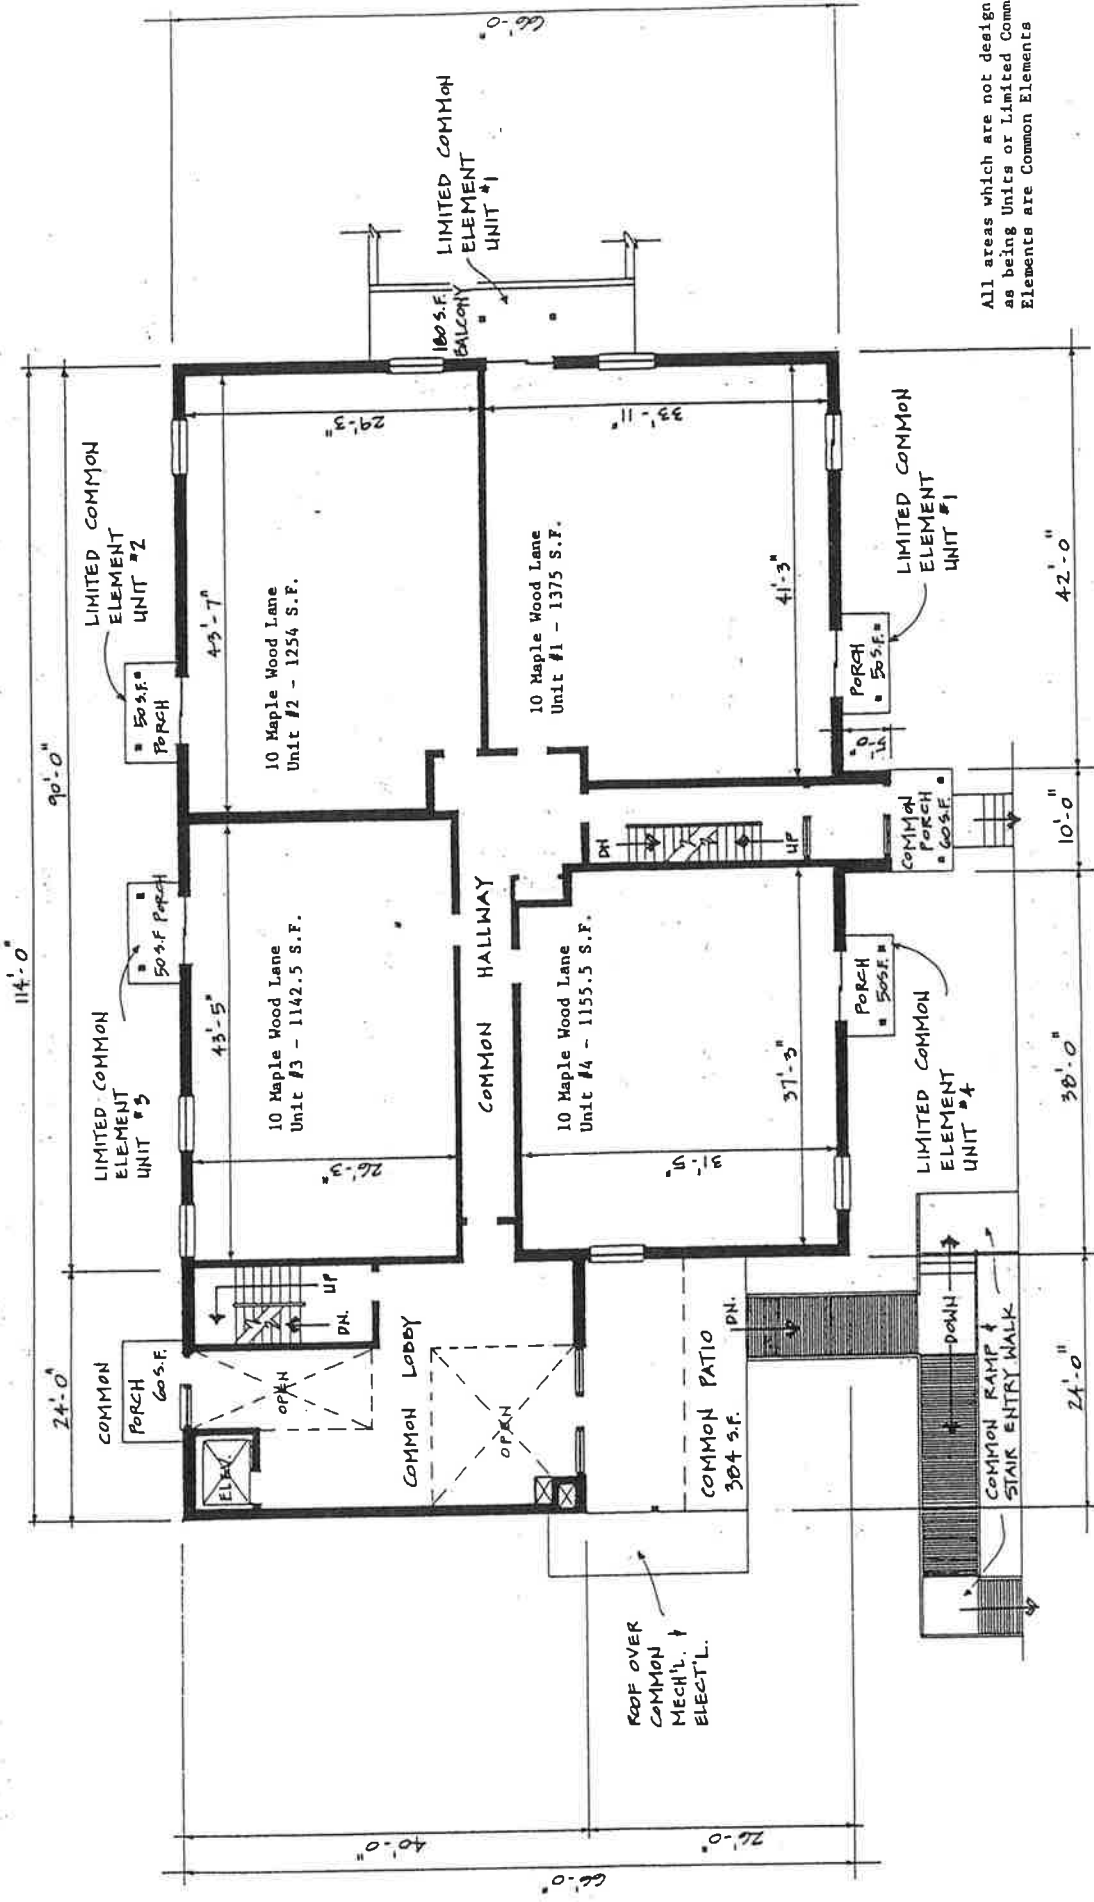 114'-0"
24'-0"
90'-0"
COMMON
PORCH
60 S.F.
LIMITED COMMON
ELEMENT
UNIT #3
50 S.F. PORCH
LIMITED COMMON
ELEMENT
UNIT #2
50 S.F.
PORCH
ELEV.
OPEN
UP
DN.
COMMON LOBBY
OPEN
43'-5"
10 Maple Wood Lane
Unit #3 - 1142.5 S.F.
26'-3"
43'-7"
10 Maple Wood Lane
Unit #2 - 1254 S.F.
29'-3"
180 S.F.
BALCONY
LIMITED COMMON
ELEMENT
UNIT #1
66'-0"
COMMON HALLWAY
10 Maple Wood Lane
Unit #4 - 1155.5 S.F.
31'-5"
37'-3"
DN
UP
10 Maple Wood Lane
Unit #1 - 1375 S.F.
33'-11"
41'-3"
COMMON PATIO
384 S.F.
DN.
PORCH
50 S.F.
LIMITED COMMON
ELEMENT
UNIT #4
COMMON
PORCH
60 S.F.
5'-0"
PORCH
50 S.F.
LIMITED COMMON
ELEMENT
UNIT #1
ROOF OVER
COMMON
MECH'L. &
ELECT'L.
DOWN
COMMON RAMP &
STAIR ENTRY WALK
40'-0"
26'-0"
66'-0"
24'-0"
38'-0"
10'-0"
42'-0"
All areas which are not design
as being Units or Limited Comm
Elements are Common Elements